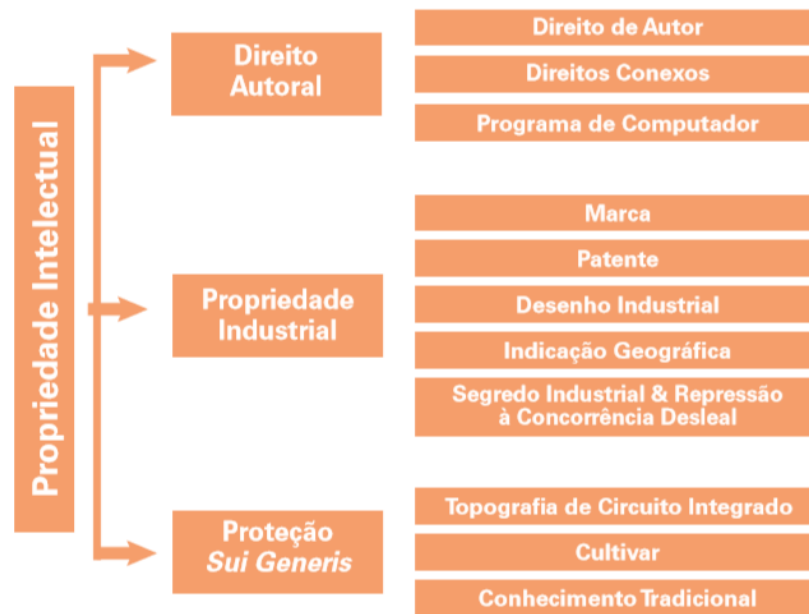 Propriedade Intelectual
Direito
Autoral
Direito de Autor
Direitos Conexos
Programa de Computador
Propriedade
Industrial
Marca
Patente
Desenho Industrial
Indicação Geográfica
Segredo Industrial & Repressão
à Concorrência Desleal
Proteção
Sui Generis
Topografia de Circuito Integrado
Cultivar
Conhecimento Tradicional